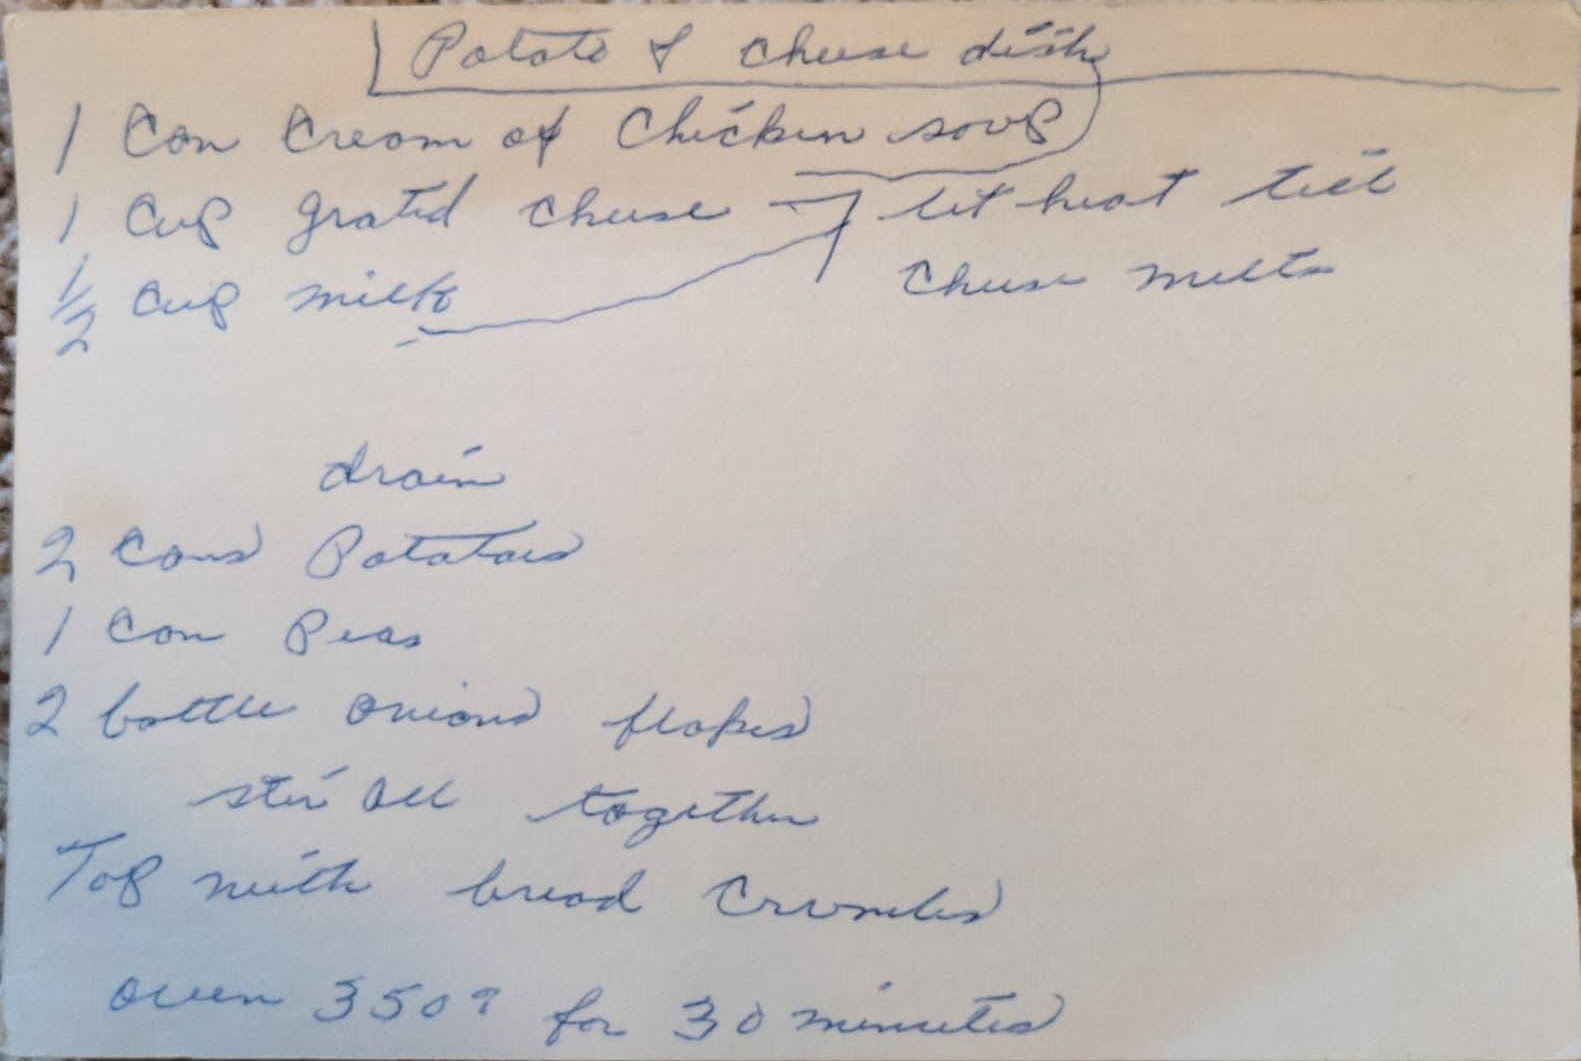 Potato & Cheese dish
1 Can Cream of Chicken soup
1 Cup grated cheese let heat till
1/2 Cup milk Cheese melts
drain
2 Cans Potatoes
1 Can Peas
2 bottle onions flakes
stir all together
Top with bread Crumbs
oven 350° for 30 minutes